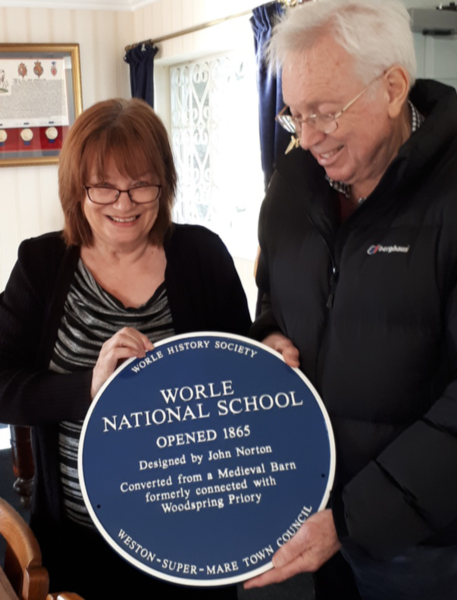 berghaus
WORLE HISTORY SOCIETY
WORLE
NATIONAL SCHOOL
OPENED 1865
Designed by John Norton
Converted from a Medieval Barn
formerly connected with
Woodspring Priory
WESTON-SUPER-MARE TOWN COUNCIL